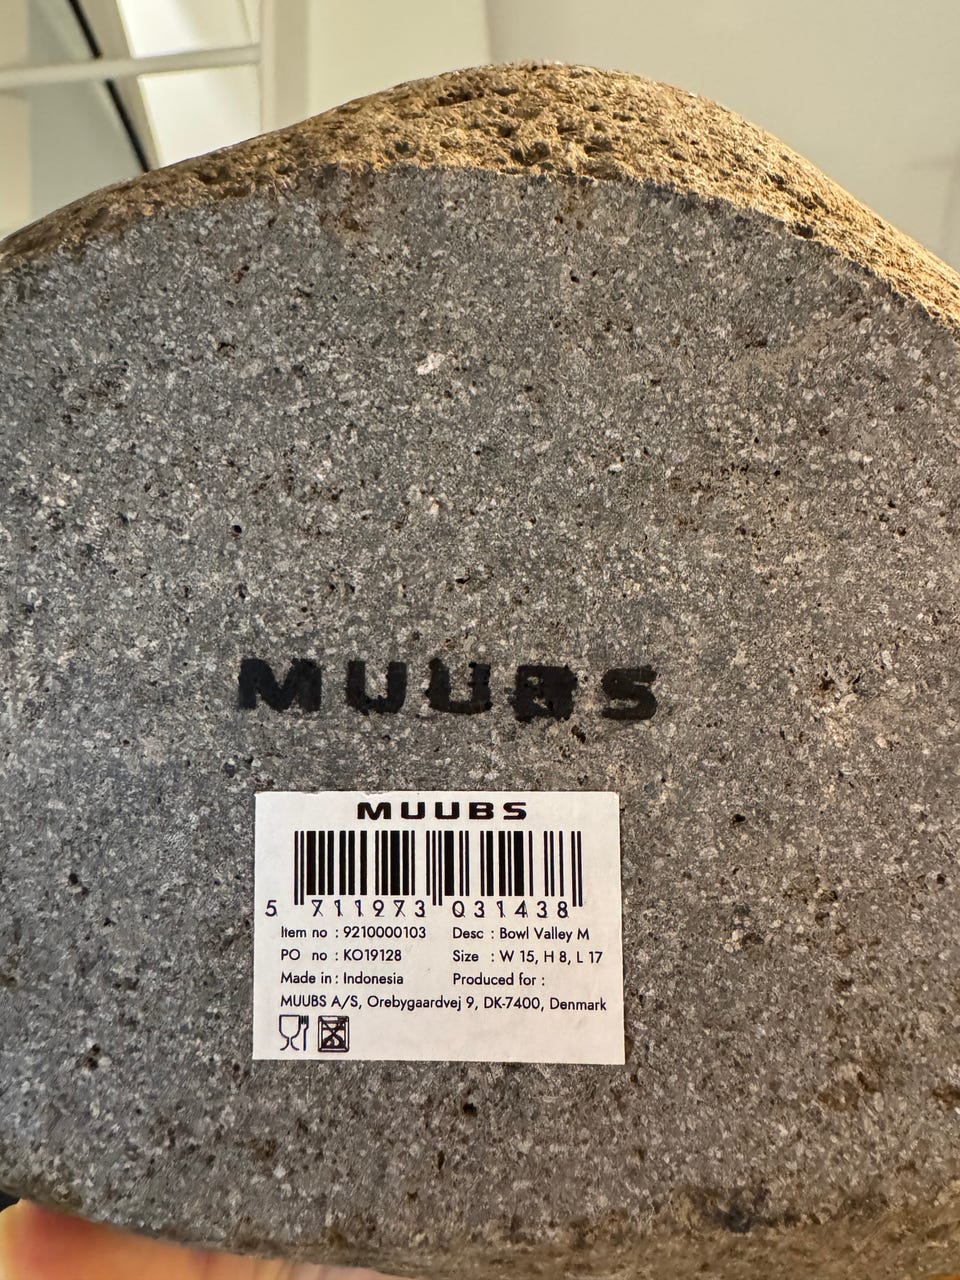 MUUBS
MUUBS
5 711973 031438
Item no : 9210000103 Desc : Bowl Valley M
PO no : KO19128 Size : W 15, H 8, L 17
Made in : Indonesia Produced for :
MUUBS A/S, Orebygaardvej 9, DK-7400, Denmark